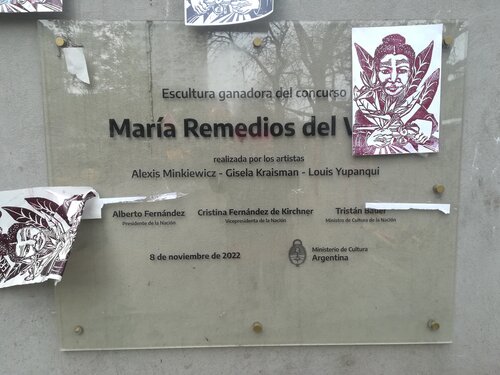 Escultura ganadora del concurso
María Remedios del V
realizada por los artistas
Alexis Minkiewicz - Gisela Kraisman - Louis Yupanqui
Alberto Fernández
Presidente de la Nación
Cristina Fernández de Kirchner
Vicepresidenta de la Nación
Tristán Bauer
Ministro de Cultura de la Nación
8 de noviembre de 2022
Ministerio de Cultura
Argentina